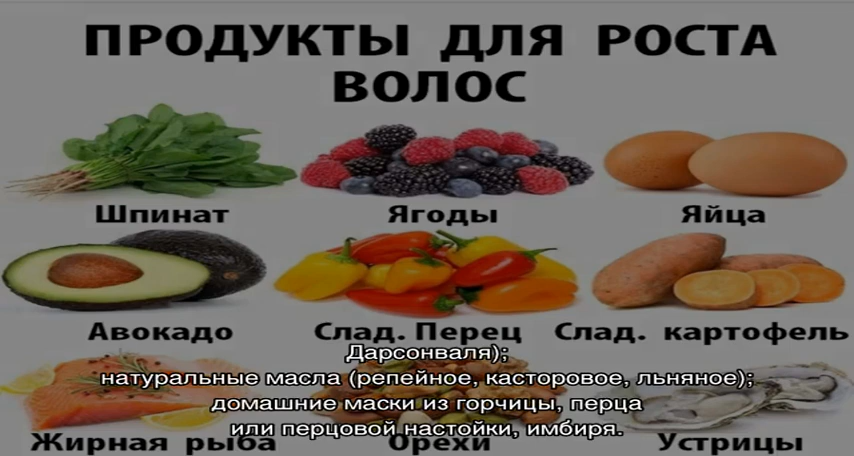 ПРОДУКТЫ ДЛЯ РОСТА
ВОЛОС
Шпинат Ягоды Яйца
Авокадо Слад. Перец Слад. картофель
Дарсонваля);
натуральные масла (репейное, касторовое, льняное);
домашние маски из горчицы, перца
или перцовой настойки, имбиря.
Жирная рыба Орехи Устрицы